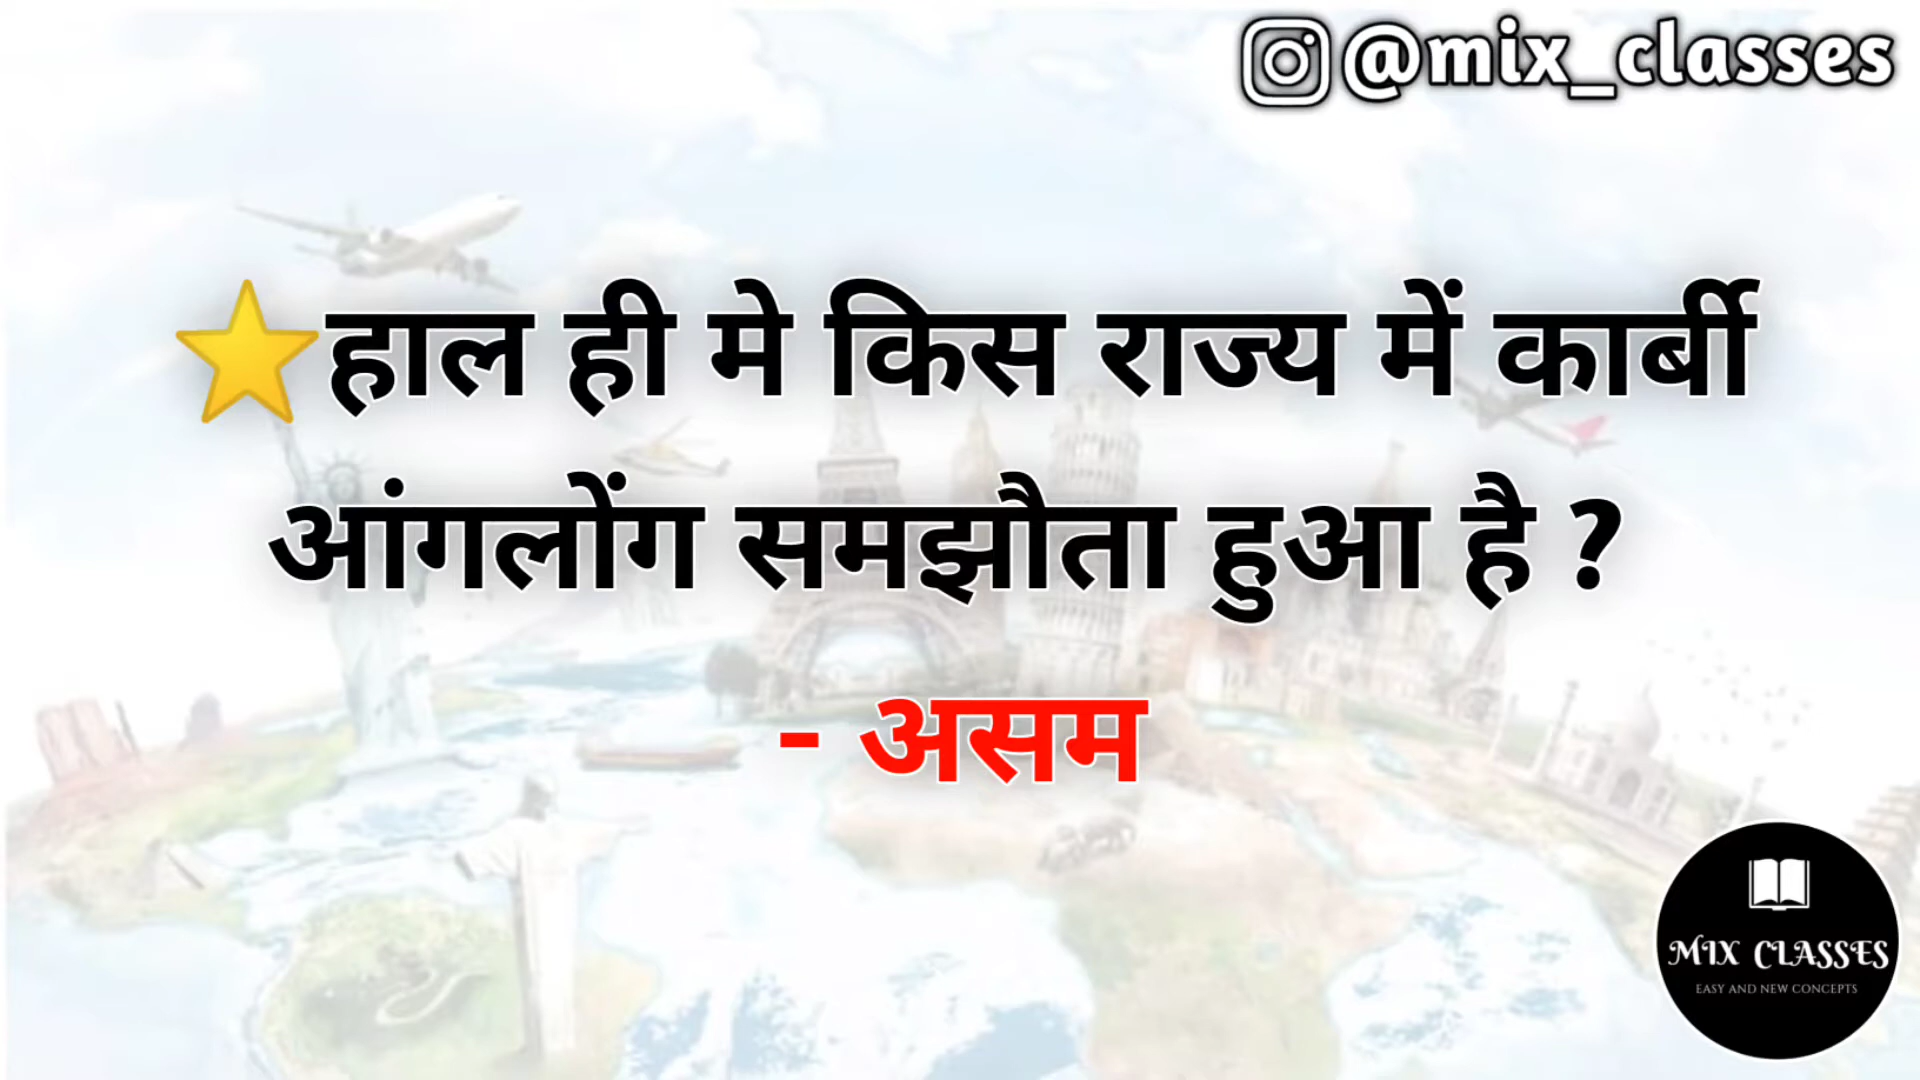 @mix_classes
⭐हाल ही मे किस राज्य में कार्बी
आंगलोंग समझौता हुआ है ?
- असम
MIX CLASSES
EASY AND NEW CONCEPTS